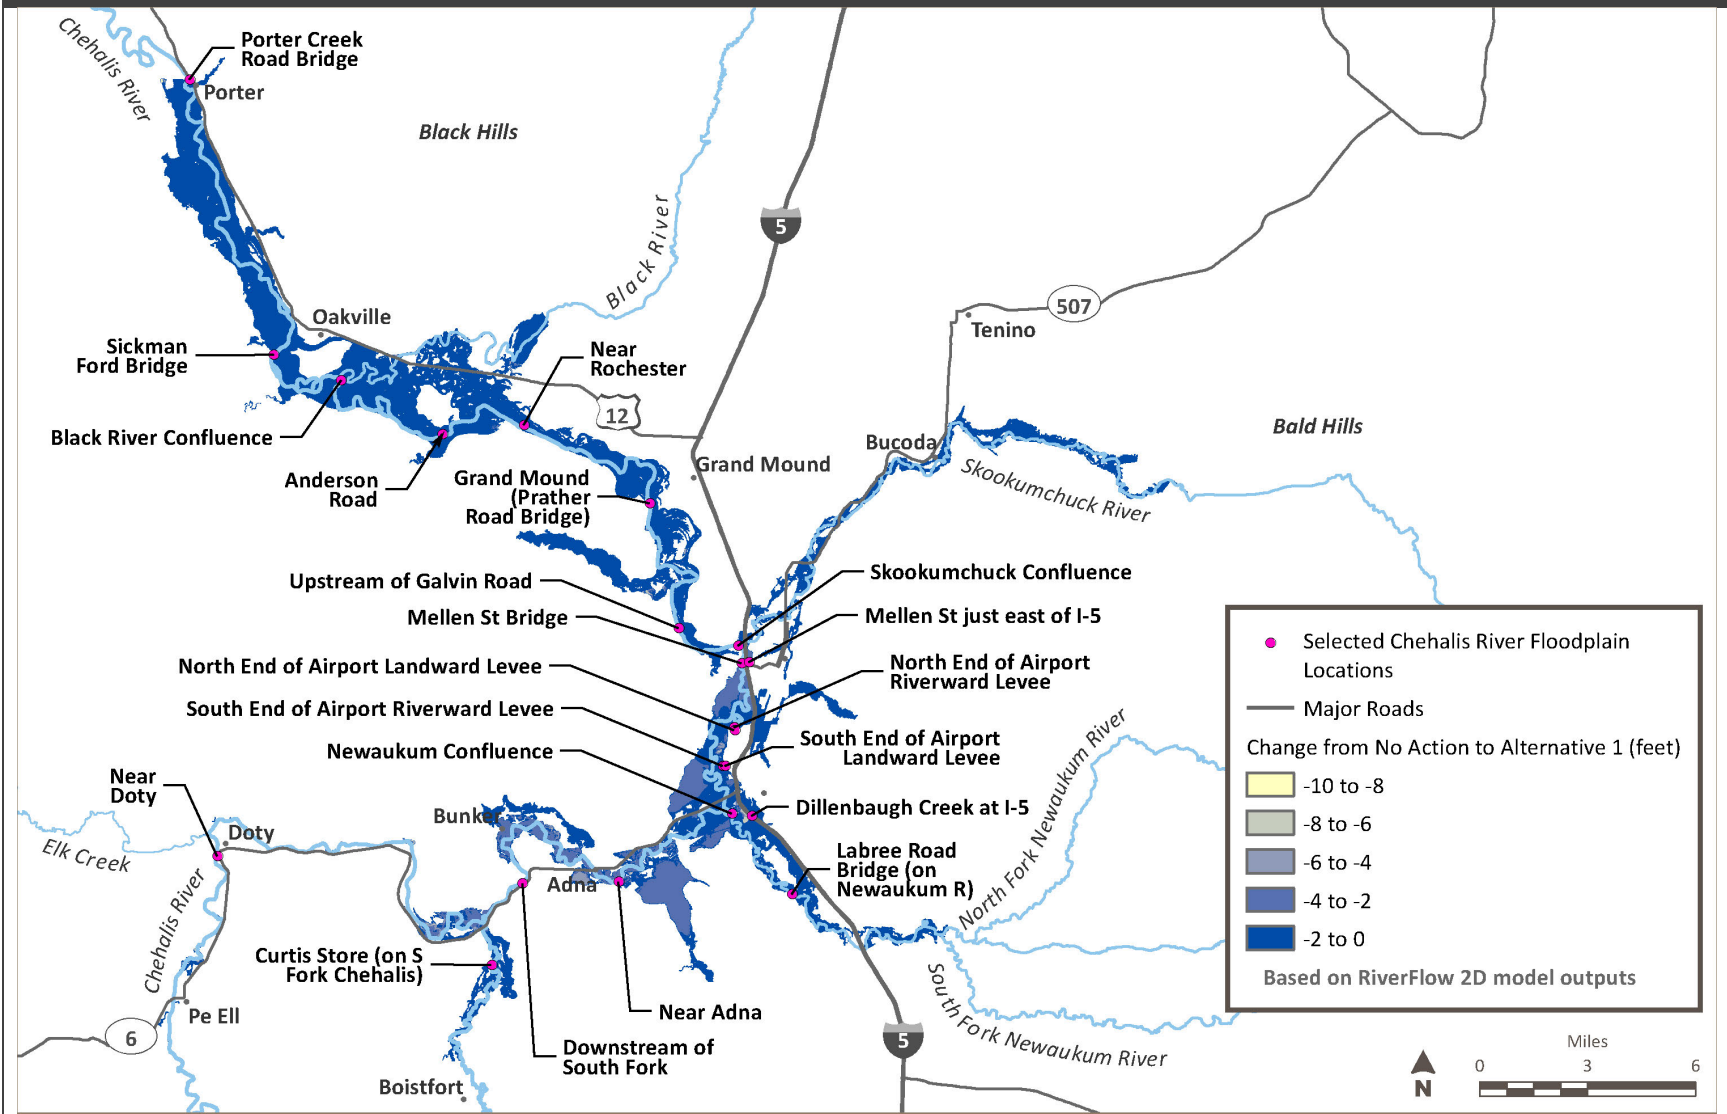 Chehalis River
Porter Creek
Road Bridge
Porter
Black Hills
Black River
5
Oakville
507
Tenino
Sickman
Ford Bridge
Near
Rochester
12
Black River Confluence
Bucoda
Bald Hills
Grand Mound
Skookumchuck River
Anderson
Road
Grand Mound
(Prather
Road Bridge)
Upstream of Galvin Road
Skookumchuck Confluence
Mellen St Bridge
Mellen St just east of I-5
North End of Airport Landward Levee
North End of Airport
Riverward Levee
South End of Airport Riverward Levee
South End of Airport
Landward Levee
Newaukum Confluence
Near
Doty
Bunker
Dillenbaugh Creek at I-5
Doty
Elk Creek
Labree Road
Bridge (on
Newaukum R)
Adna
North Fork Newaukum River
Chehalis River
Curtis Store (on S
Fork Chehalis)
South Fork Newaukum River
Near Adna
Pe Ell
6
5
Downstream of
South Fork
Boistfort
Selected Chehalis River Floodplain
Locations
Major Roads
Change from No Action to Alternative 1 (feet)
-10 to -8
-8 to -6
-6 to -4
-4 to -2
-2 to 0
Based on RiverFlow 2D model outputs
N
Miles
0 3 6